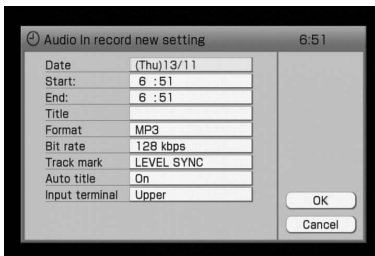 Audio In record new setting 6:51
Date (Thu)13/11
Start: 6 :51
End: 6 :51
Title
Format MP3
Bit rate 128 kbps
Track mark LEVEL SYNC
Auto title On
Input terminal Upper
OK
Cancel